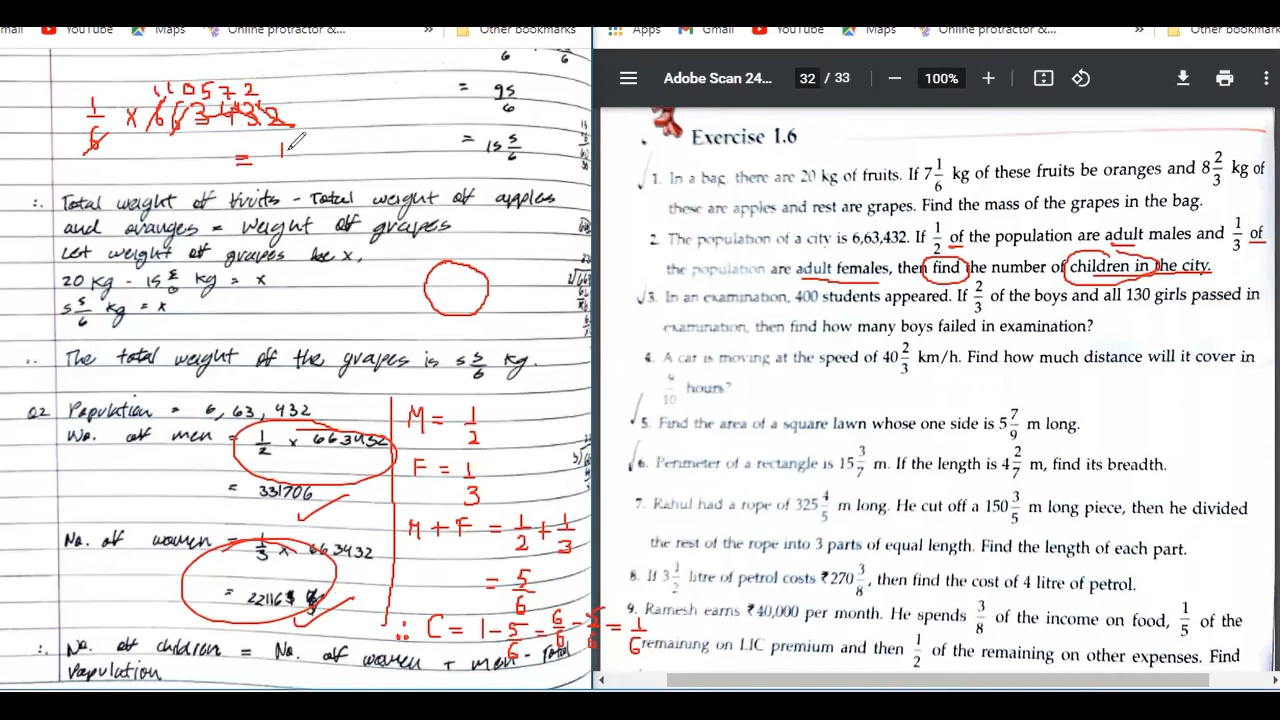 Gmail YouTube Maps Online protractor &... » Other bookmarks
Apps Gmail YouTube Maps Online protractor &... » Other bookmarks
Adobe Scan 24... 32 / 33 100%
6 6
= 95/6
= 15 5/6
1 1 0 5 7 2
1/6 × 663432
= 1
∴ Total weight of fruits - Total weight of apples
and oranges = weight of grapes
Let weight of grapes be x,
20 Kg - 15 5/6 kg = x
5 5/6 kg = x
∴ The total weight of the grapes is 5 5/6 kg.
Q2 Population = 6, 63, 432
No. of men = 1/2 × 663432
= 331706
No. of women = 1/3 × 663432
= 22116
∴ No. of children = No. of women + men - Total
Population
M = 1/2
F = 1/3
M + F = 1/2 + 1/3
= 5/6
∴ C = 1 - 5/6 = 6/6 - 5/6 = 1/6
Exercise 1.6
1. In a bag, there are 20 kg of fruits. If 7 1/6 kg of these fruits be oranges and 8 2/3 kg of
these are apples and rest are grapes. Find the mass of the grapes in the bag.
2. The population of a city is 6,63,432. If 1/2 of the population are adult males and 1/3 of
the population are adult females, then find the number of children in the city.
3. In an examination, 400 students appeared. If 2/3 of the boys and all 130 girls passed in
examination, then find how many boys failed in examination?
4. A car is moving at the speed of 40 2/3 km/h. Find how much distance will it cover in
9/10 hours?
5. Find the area of a square lawn whose one side is 5 7/9 m long.
6. Perimeter of a rectangle is 15 3/7 m. If the length is 4 2/7 m, find its breadth.
7. Rahul had a rope of 325 4/5 m long. He cut off a 150 3/5 m long piece, then he divided
the rest of the rope into 3 parts of equal length. Find the length of each part.
8. If 3 1/2 litre of petrol costs ₹270 3/8, then find the cost of 4 litre of petrol.
9. Ramesh earns ₹40,000 per month. He spends 3/8 of the income on food, 1/5 of the
remaining on LIC premium and then 1/2 of the remaining on other expenses. Find